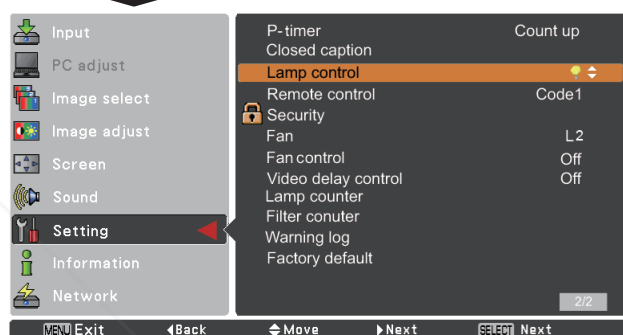 Input
PC adjust
Image select
Image adjust
Screen
Sound
Setting
Information
Network
P-timer Count up
Closed caption
Lamp control
Remote control Code1
Security
Fan L2
Fan control Off
Video delay control Off
Lamp counter
Filter conuter
Warning log
Factory default
2/2
MENU Exit Back Move Next SELECT Next